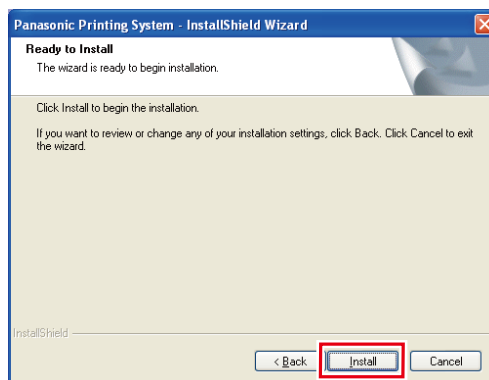 Panasonic Printing System - InstallShield Wizard
Ready to Install
The wizard is ready to begin installation.
Click Install to begin the installation.
If you want to review or change any of your installation settings, click Back. Click Cancel to exit
the wizard.
InstallShield
< Back Install Cancel